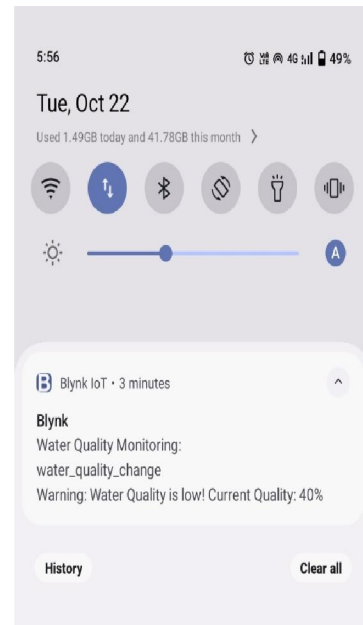 5:56 4G 49%
Tue, Oct 22
Used 1.49GB today and 41.78GB this month >
A
B Blynk IoT • 3 minutes
Blynk
Water Quality Monitoring:
water_quality_change
Warning: Water Quality is low! Current Quality: 40%
History Clear all